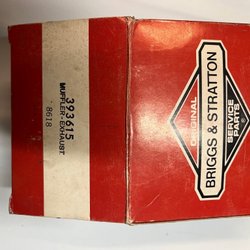 393615
MUFFLER-EXHAUST
8618
ORIGINAL
BRIGGS & STRATTON
SERVICE
PARTS